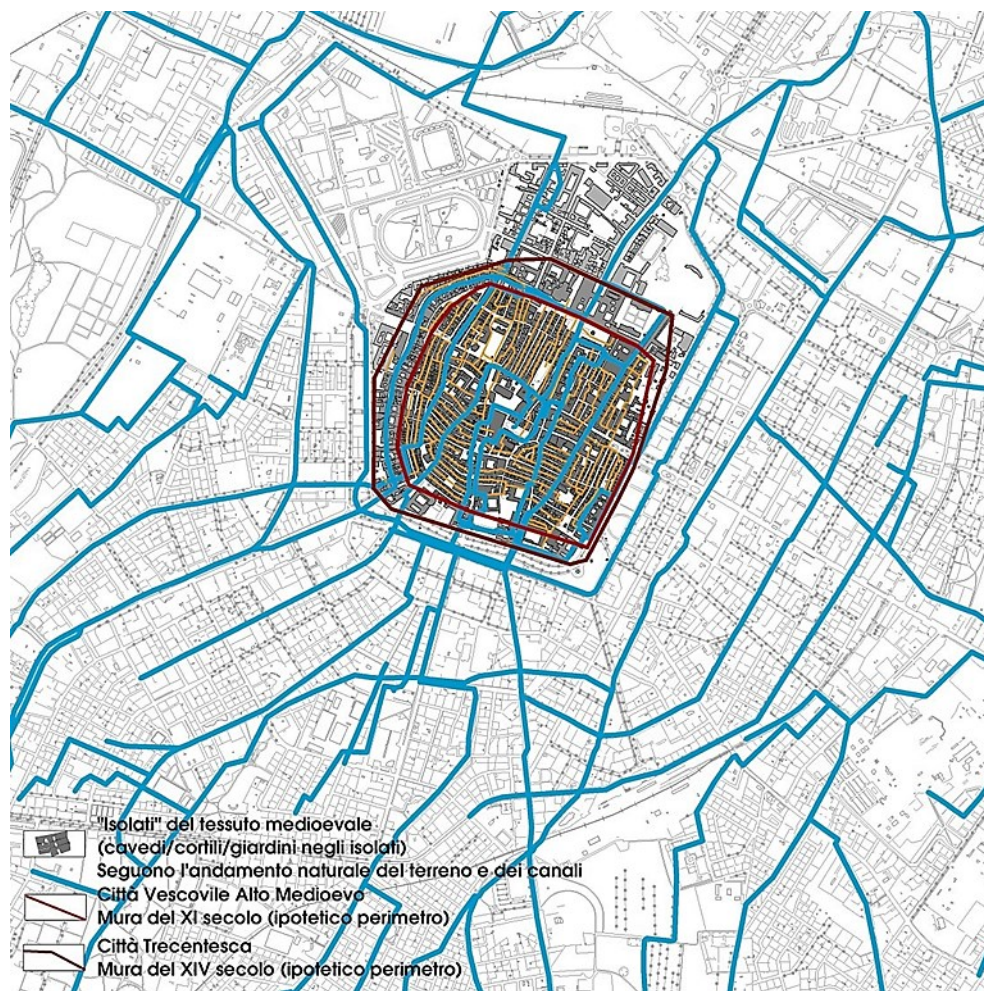 "Isolati" del tessuto medioevale
(cavedi/cortili/giardini negli isolati)
Seguono l'andamento naturale del terreno e dei canali
Città Vescovile Alto Medioevo
Mura del XI secolo (ipotetico perimetro)
Città Trecentesca
Mura del XIV secolo (ipotetico perimetro)